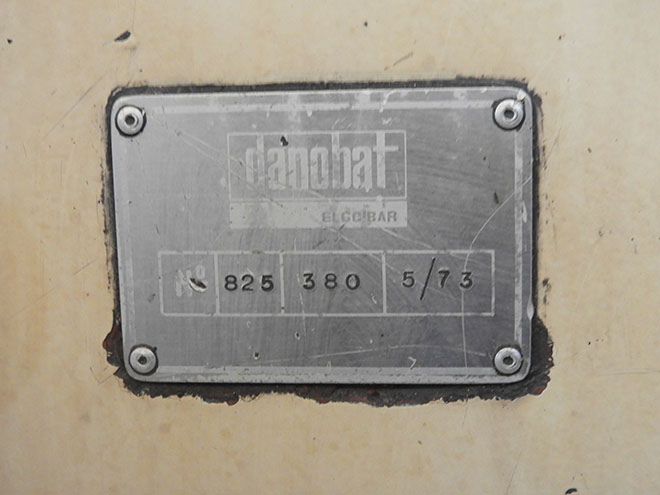 danobat
ELGOIBAR
Nº 825 380 5/73